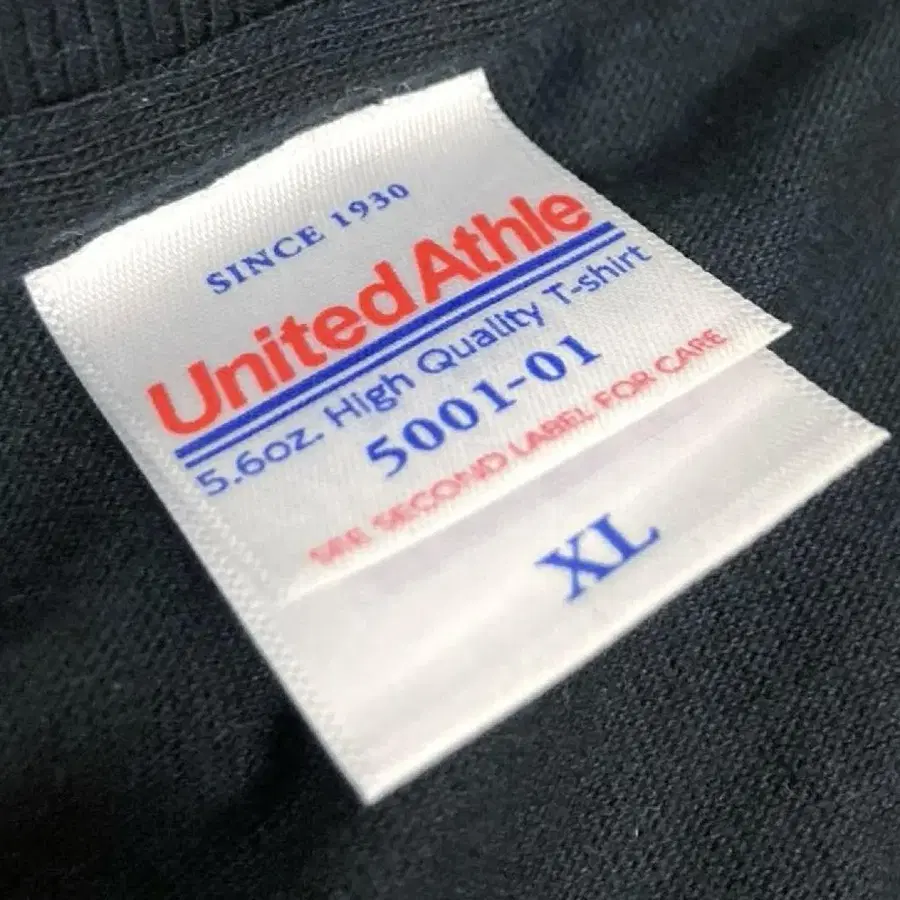 SINCE 1930
United Athle
5.6oz. High Quality T-shirt
5001-01
SEE SECOND LABEL FOR CARE
XL